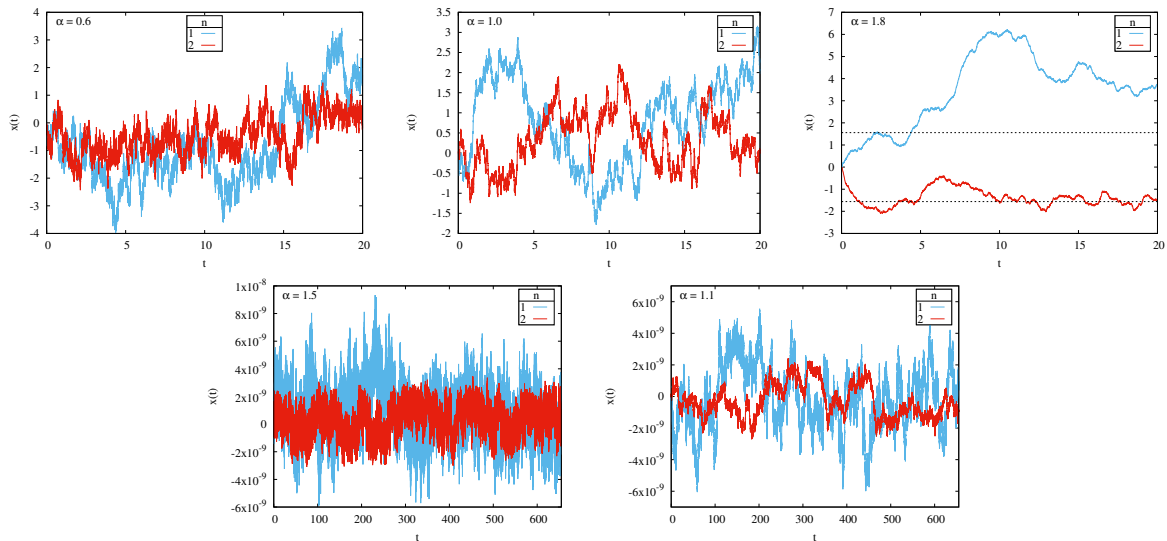 α = 0.6
n
1
2
4
3
2
1
0
-1
-2
-3
-4
0
5
10
15
20
x(t)
t
α = 1.0
n
1
2
3.5
3
2.5
2
1.5
1
0.5
0
-0.5
-1
-1.5
-2
0
5
10
15
20
x(t)
t
α = 1.8
n
1
2
7
6
5
4
3
2
1
0
-1
-2
-3
0
5
10
15
20
x(t)
t
α = 1.5
n
1
2
1x10⁻⁸
8x10⁻⁹
6x10⁻⁹
4x10⁻⁹
2x10⁻⁹
0
-2x10⁻⁹
-4x10⁻⁹
-6x10⁻⁹
0
100
200
300
400
500
600
x(t)
t
α = 1.1
n
1
2
6x10⁻⁹
4x10⁻⁹
2x10⁻⁹
0
-2x10⁻⁹
-4x10⁻⁹
-6x10⁻⁹
0
100
200
300
400
500
600
x(t)
t